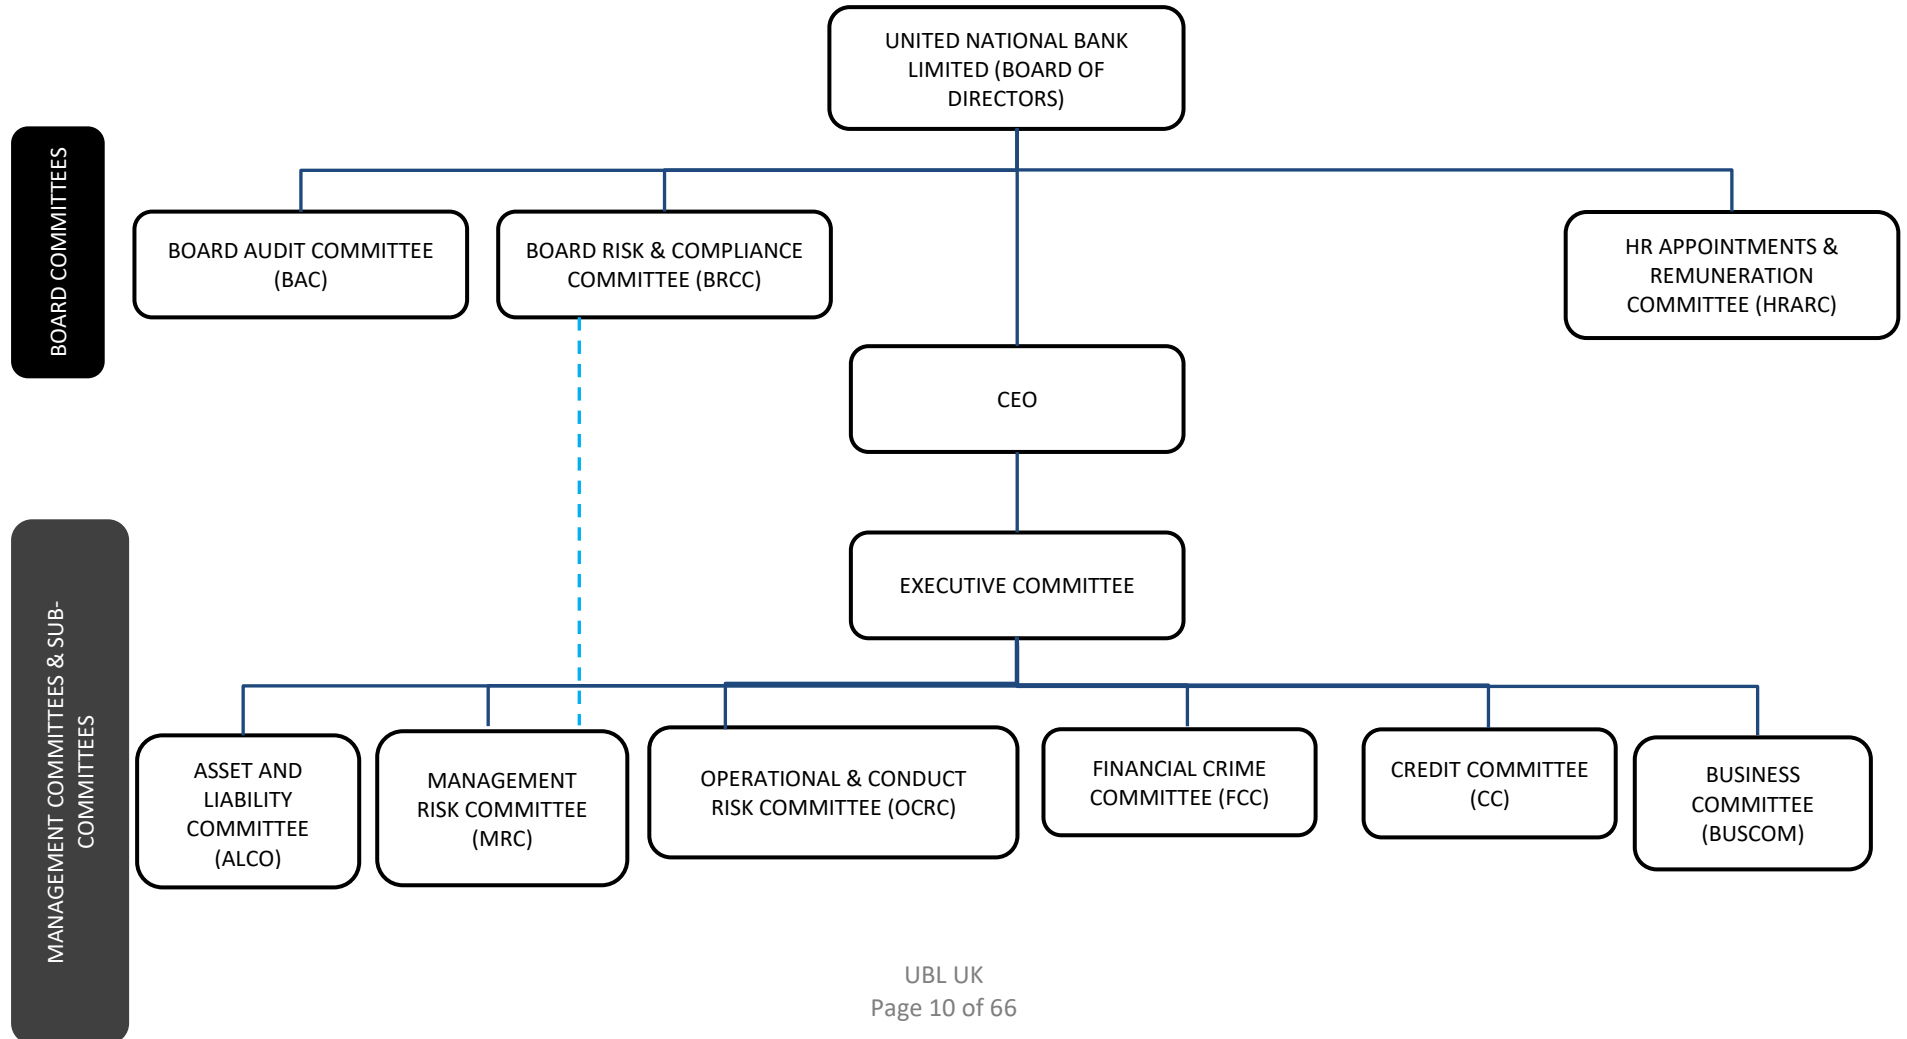 UNITED NATIONAL BANK
LIMITED (BOARD OF
DIRECTORS)
BOARD COMMITTEES
BOARD AUDIT COMMITTEE
(BAC)
BOARD RISK & COMPLIANCE
COMMITTEE (BRCC)
HR APPOINTMENTS &
REMUNERATION
COMMITTEE (HRARC)
CEO
EXECUTIVE COMMITTEE
MANAGEMENT COMMITTEES & SUB-
COMMITTEES
ASSET AND
LIABILITY
COMMITTEE
(ALCO)
MANAGEMENT
RISK COMMITTEE
(MRC)
OPERATIONAL & CONDUCT
RISK COMMITTEE (OCRC)
FINANCIAL CRIME
COMMITTEE (FCC)
CREDIT COMMITTEE
(CC)
BUSINESS
COMMITTEE
(BUSCOM)
UBL UK
Page 10 of 66